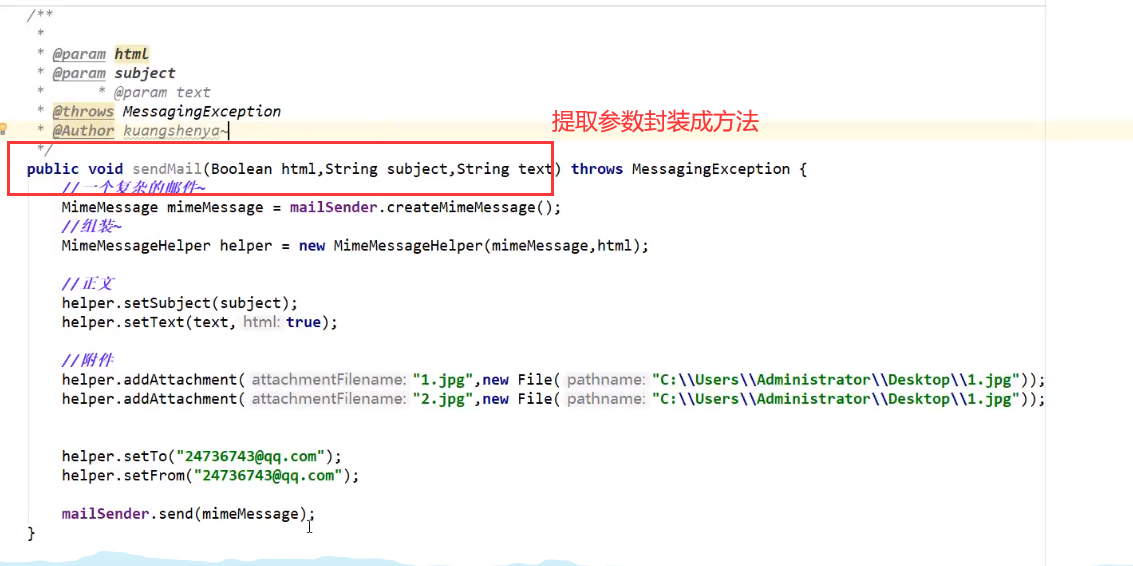 /**
*
* @param html
* @param subject
* * @param text
* @throws MessagingException
* @Author kuangshenya~
*/
提取参数封装成方法
public void sendMail(Boolean html,String subject,String text) throws MessagingException {
//一个复杂的邮件~
MimeMessage mimeMessage = mailSender.createMimeMessage();
//组装~
MimeMessageHelper helper = new MimeMessageHelper(mimeMessage,html);
//正文
helper.setSubject(subject);
helper.setText(text, html: true);
//附件
helper.addAttachment( attachmentFilename: "1.jpg",new File( pathname: "C:\\Users\\Administrator\\Desktop\\1.jpg"));
helper.addAttachment( attachmentFilename: "2.jpg",new File( pathname: "C:\\Users\\Administrator\\Desktop\\1.jpg"));
helper.setTo("24736743@qq.com");
helper.setFrom("24736743@qq.com");
mailSender.send(mimeMessage);
}